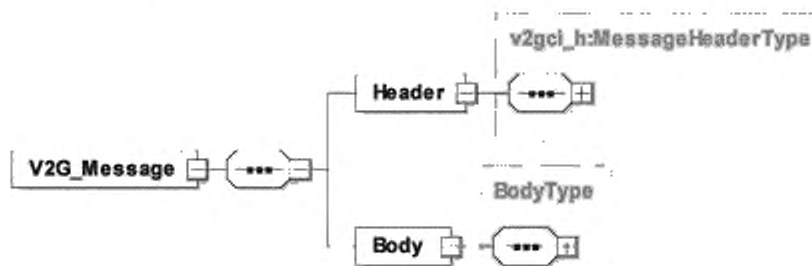 v2gci_h:MessageHeaderType
Header
V2G_Message
BodyType
Body